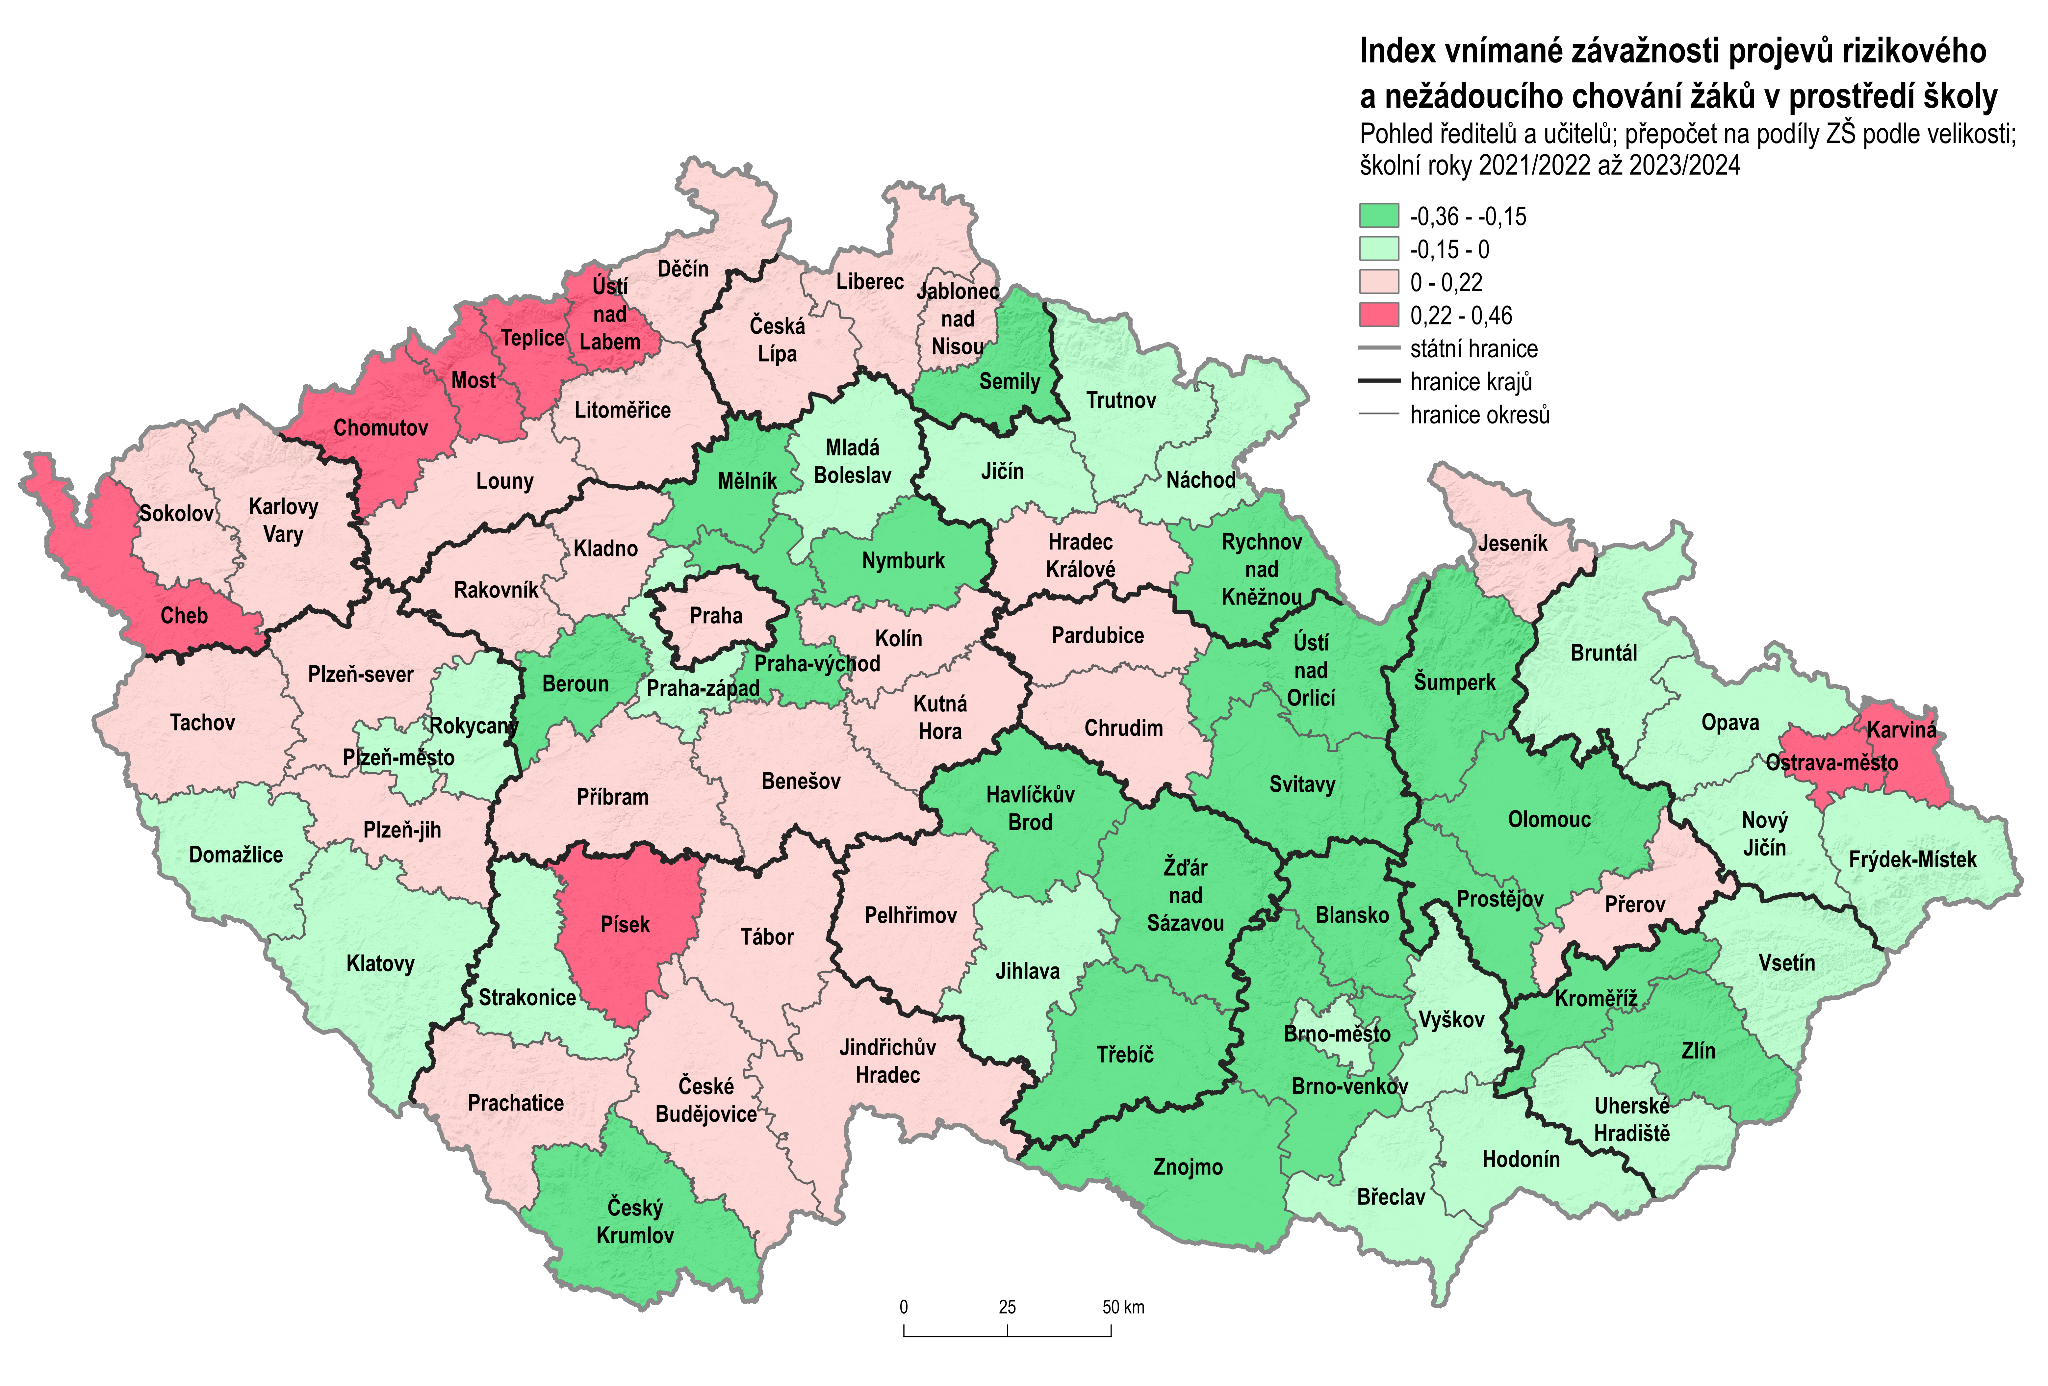 Index vnímané závažnosti projevů rizikového
a nežádoucího chování žáků v prostředí školy
Pohled ředitelů a učitelů; přepočet na podíly ZŠ podle velikosti;
školní roky 2021/2022 až 2023/2024
-0,36 - -0,15
-0,15 - 0
0 - 0,22
0,22 - 0,46
státní hranice
hranice krajů
hranice okresů
Děčín
Liberec
Ústí
nad
Labem
Jablonec
nad
Nisou
Teplice
Česká
Lípa
Most
Semily
Litoměřice
Trutnov
Chomutov
Mladá
Boleslav
Jičín
Náchod
Louny
Mělník
Karlovy
Vary
Sokolov
Kladno
Nymburk
Hradec
Králové
Rychnov
nad
Kněžnou
Jeseník
Rakovník
Cheb
Praha
Kolín
Pardubice
Ústí
nad
Orlicí
Bruntál
Plzeň-sever
Beroun
Praha-východ
Praha-západ
Šumperk
Tachov
Rokycany
Kutná
Hora
Chrudim
Opava
Karviná
Plzeň-město
Ostrava-město
Příbram
Benešov
Svitavy
Havlíčkův
Brod
Olomouc
Nový
Jičín
Plzeň-jih
Domažlice
Frýdek-Místek
Žďár
nad
Sázavou
Prostějov
Přerov
Písek
Tábor
Pelhřimov
Blansko
Klatovy
Jihlava
Vsetín
Strakonice
Kroměříž
Brno-město
Vyškov
Jindřichův
Hradec
Třebíč
Zlín
České
Budějovice
Brno-venkov
Prachatice
Uherské
Hradiště
Znojmo
Hodonín
Břeclav
Český
Krumlov
0 25 50 km